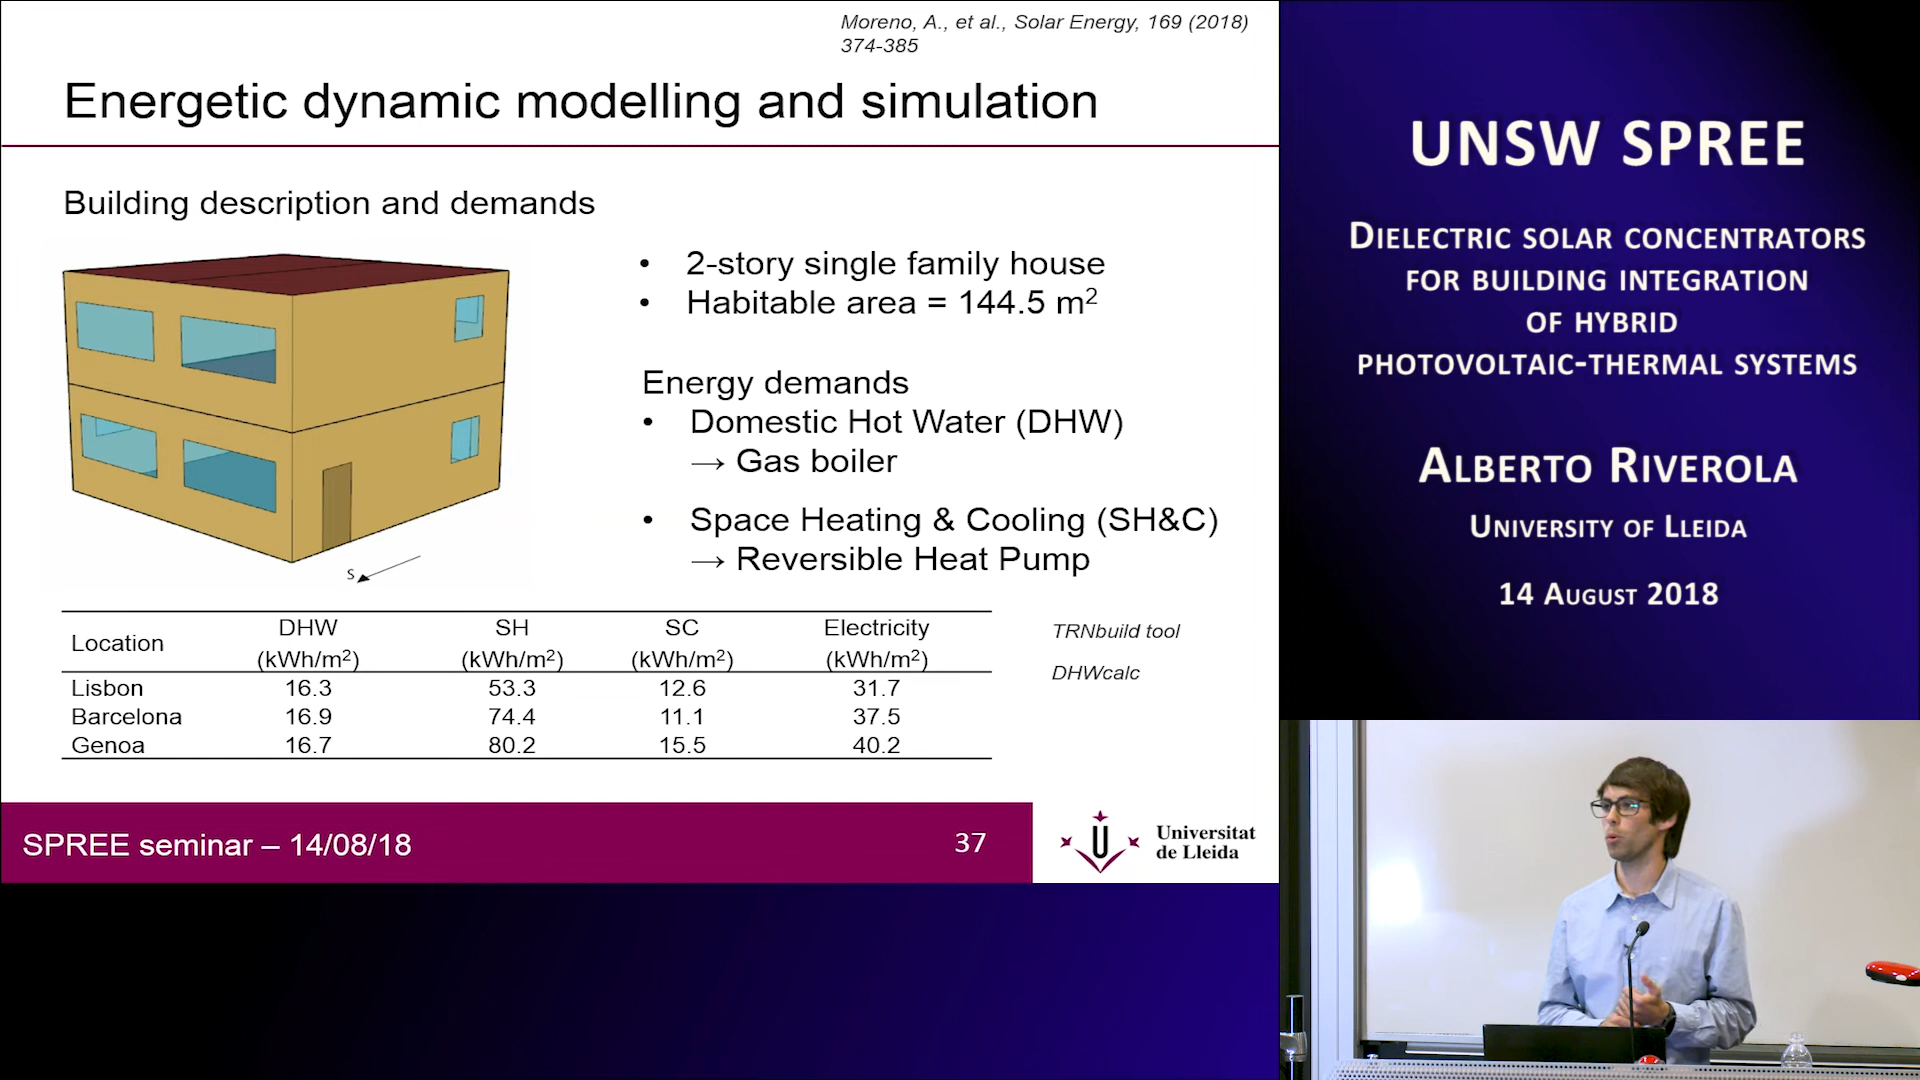 Moreno, A., et al., Solar Energy, 169 (2018)
374-385
Energetic dynamic modelling and simulation
Building description and demands
• 2-story single family house
• Habitable area = 144.5 m²
Energy demands
• Domestic Hot Water (DHW)
→ Gas boiler
• Space Heating & Cooling (SH&C)
→ Reversible Heat Pump
S
Location DHW SH SC Electricity
(kWh/m²) (kWh/m²) (kWh/m²) (kWh/m²)
Lisbon 16.3 53.3 12.6 31.7
Barcelona 16.9 74.4 11.1 37.5
Genoa 16.7 80.2 15.5 40.2
TRNbuild tool
DHWcalc
SPREE seminar – 14/08/18
37
U
Universitat
de Lleida
UNSW SPREE
DIELECTRIC SOLAR CONCENTRATORS
FOR BUILDING INTEGRATION
OF HYBRID
PHOTOVOLTAIC-THERMAL SYSTEMS
ALBERTO RIVEROLA
UNIVERSITY OF LLEIDA
14 AUGUST 2018